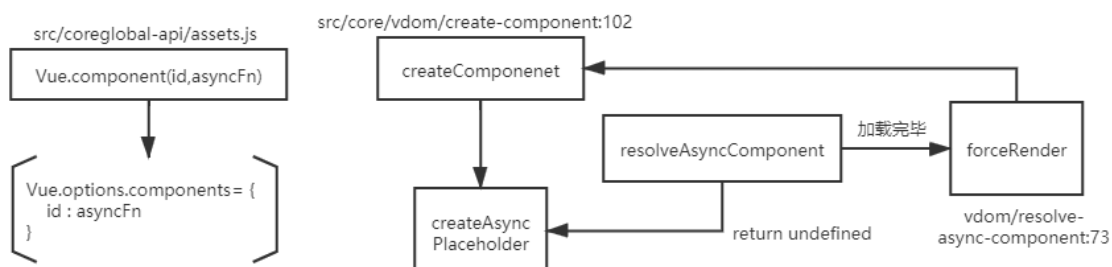 src/coreglobal-api/assets.js
Vue.component(id,asyncFn)
Vue.options.components= {
id : asyncFn
}
src/core/vdom/create-component:102
createComponenet
createAsync
Placeholder
resolveAsyncComponent
return undefined
加载完毕
forceRender
vdom/resolve-
async-component:73